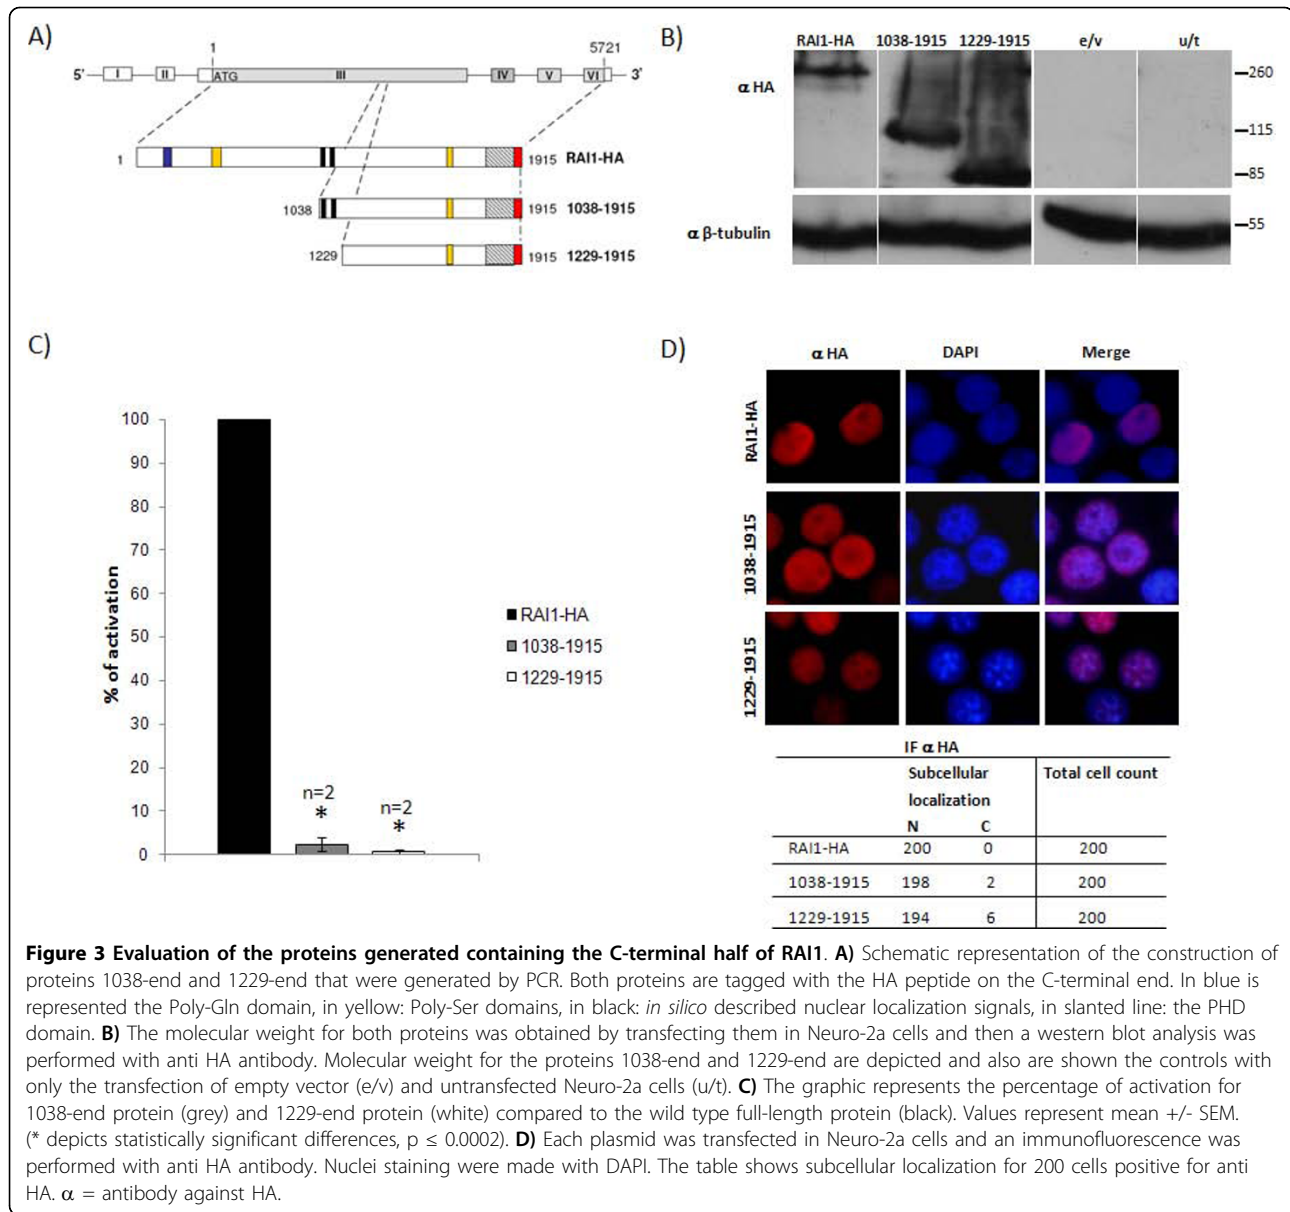 A)
1
5721
5'
I
II
ATG
III
IV
V
VI
3'
1
1915 RAI1-HA
1038
1915 1038-1915
1229
1915 1229-1915
B)
RAI1-HA 1038-1915 1229-1915 e/v u/t
α HA
260
115
85
α β-tubulin
55
C)
% of activation
100
90
80
70
60
50
40
30
20
10
0
n=2
*
n=2
*
RAI1-HA
1038-1915
1229-1915
D)
α HA DAPI Merge
RAI1-HA
1038-1915
1229-1915
IF α HA
Subcellular Total cell count
localization
N C
RAI1-HA 200 0 200
1038-1915 198 2 200
1229-1915 194 6 200
Figure 3 Evaluation of the proteins generated containing the C-terminal half of RAI1. A) Schematic representation of the construction of
proteins 1038-end and 1229-end that were generated by PCR. Both proteins are tagged with the HA peptide on the C-terminal end. In blue is
represented the Poly-Gln domain, in yellow: Poly-Ser domains, in black: in silico described nuclear localization signals, in slanted line: the PHD
domain. B) The molecular weight for both proteins was obtained by transfecting them in Neuro-2a cells and then a western blot analysis was
performed with anti HA antibody. Molecular weight for the proteins 1038-end and 1229-end are depicted and also are shown the controls with
only the transfection of empty vector (e/v) and untransfected Neuro-2a cells (u/t). C) The graphic represents the percentage of activation for
1038-end protein (grey) and 1229-end protein (white) compared to the wild type full-length protein (black). Values represent mean +/- SEM.
(* depicts statistically significant differences, p ≤ 0.0002). D) Each plasmid was transfected in Neuro-2a cells and an immunofluorescence was
performed with anti HA antibody. Nuclei staining were made with DAPI. The table shows subcellular localization for 200 cells positive for anti
HA. α = antibody against HA.